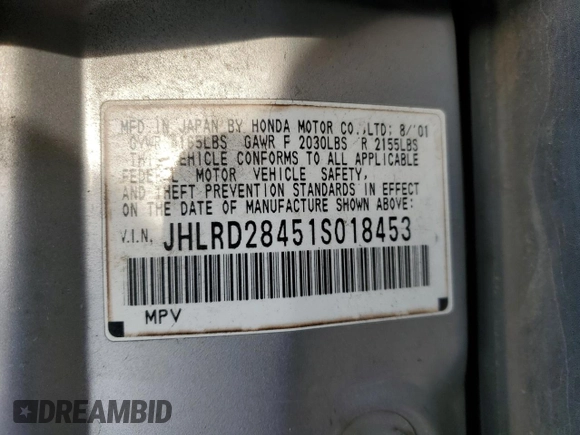 MFD IN JAPAN BY HONDA MOTOR CO.,LTD: 8/'01
GAWR F 2030LBS R 2155LBS
VEHICLE CONFORMS TO ALL APPLICABLE
FEDERAL MOTOR VEHICLE SAFETY,
AND THEFT PREVENTION STANDARDS IN EFFECT
ON THE DATE OF MANUFACTURE SHOWN ABOVE:
V.I.N. JHLRD28451S018453
MPV
DREAMBID